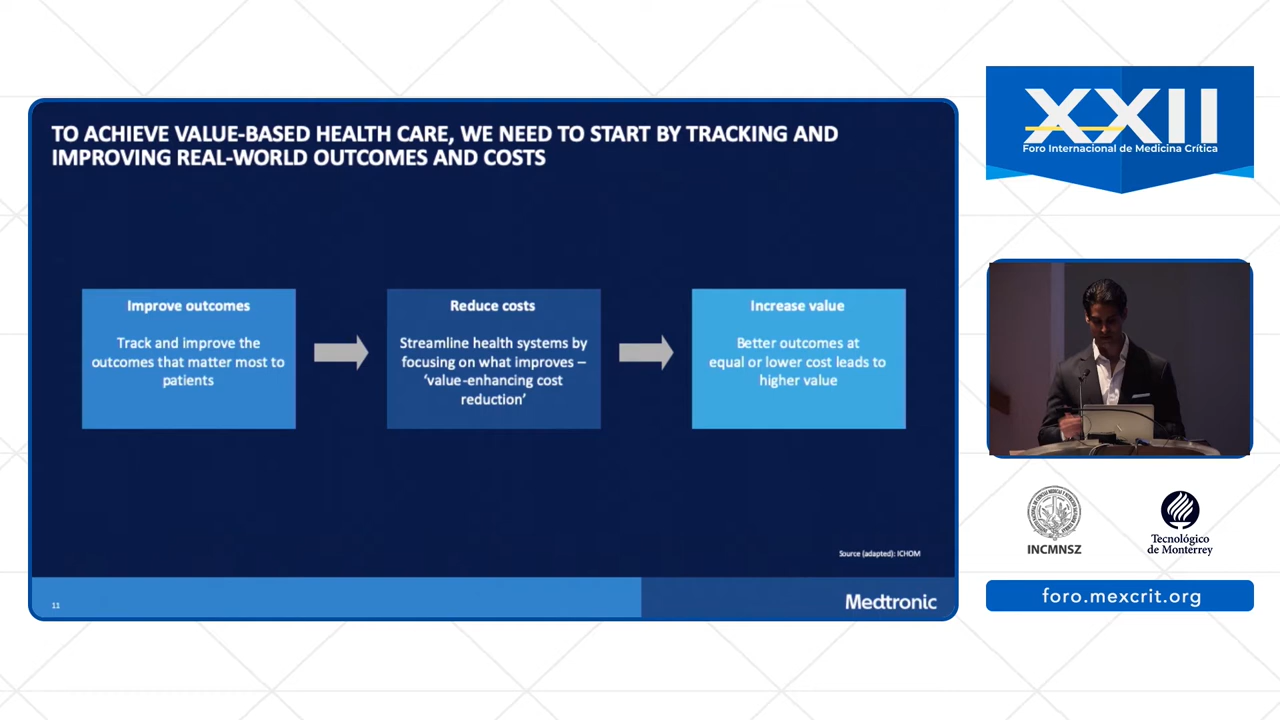 TO ACHIEVE VALUE-BASED HEALTH CARE, WE NEED TO START BY TRACKING AND
IMPROVING REAL-WORLD OUTCOMES AND COSTS
Improve outcomes
Track and improve the
outcomes that matter most to
patients
Reduce costs
Streamline health systems by
focusing on what improves –
‘value-enhancing cost
reduction’
Increase value
Better outcomes at
equal or lower cost leads to
higher value
Source (adapted): ICHOM
11
Medtronic
XXII
Foro Internacional de Medicina Crítica
INCMNSZ
Tecnológico
de Monterrey
foro.mexcrit.org